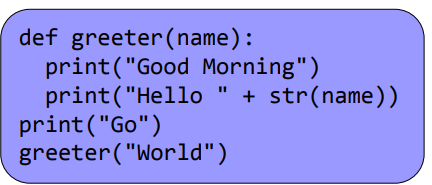 def greeter(name):
  print("Good Morning")
  print("Hello " + str(name))
print("Go")
greeter("World")